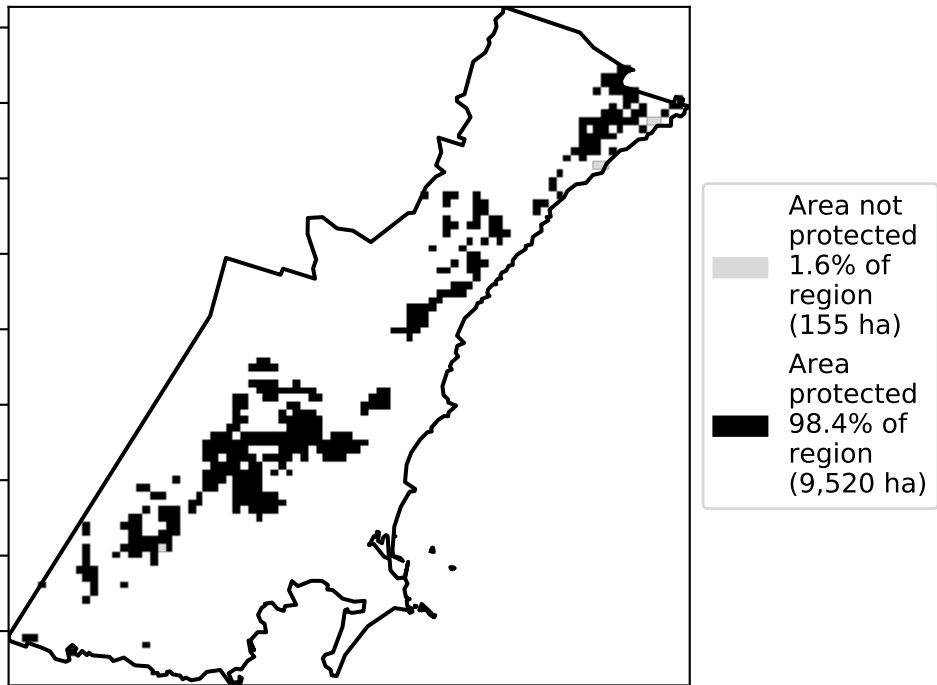 Area not
protected
1.6% of
region
(155 ha)
Area
protected
98.4% of
region
(9,520 ha)